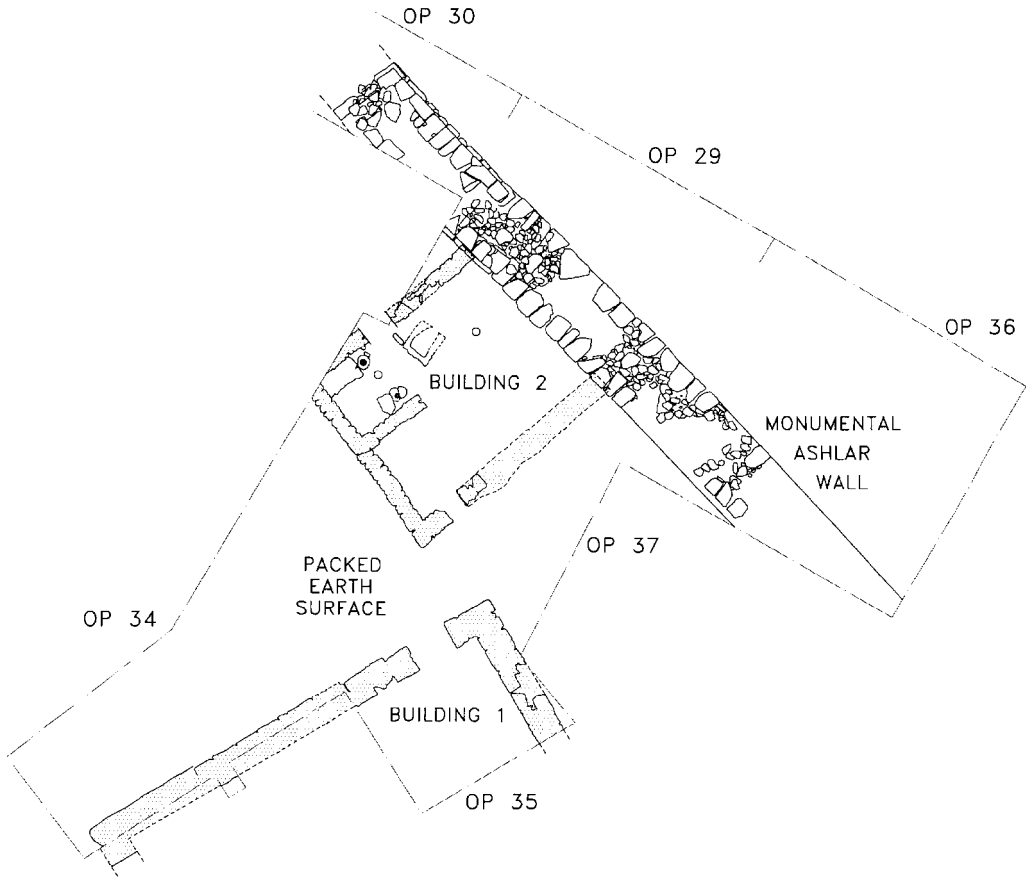 OP 30
OP 29
OP 36
BUILDING 2
MONUMENTAL
ASHLAR
WALL
OP 37
PACKED
EARTH
SURFACE
OP 34
BUILDING 1
OP 35